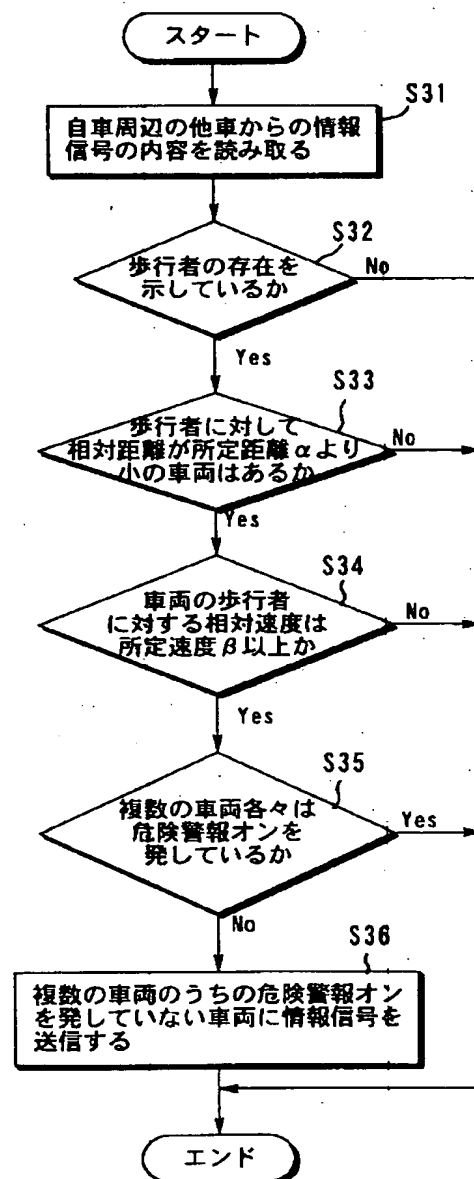 スタート
S31
自車周辺の他車からの情報
信号の内容を読み取る
S32
歩行者の存在を
示しているか
No
Yes
S33
歩行者に対して
相対距離が所定距離αより
小の車両はあるか
No
Yes
S34
車両の歩行者
に対する相対速度は
所定速度β以上か
No
Yes
S35
複数の車両各々は
危険警報オンを
発しているか
Yes
No
S36
複数の車両のうちの危険警報オン
を発していない車両に情報信号を
送信する
エンド